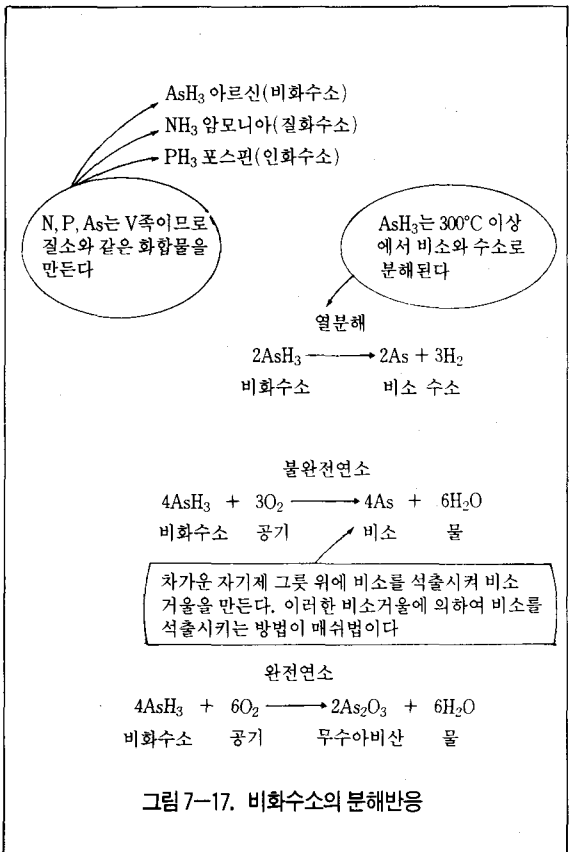 AsH₃ 아르신(비화수소)
NH₃ 암모니아(질화수소)
PH₃ 포스핀(인화수소)
N, P, As는 V족이므로
질소와 같은 화합물을
만든다
AsH₃는 300°C 이상
에서 비소와 수소로
분해된다
열분해
2AsH₃ → 2As + 3H₂
비화수소 비소 수소
불완전연소
4AsH₃ + 3O₂ → 4As + 6H₂O
비화수소 공기 비소 물
차가운 자기제 그릇 위에 비소를 석출시켜 비소
거울을 만든다. 이러한 비소거울에 의하여 비소를
석출시키는 방법이 매쉬법이다
완전연소
4AsH₃ + 6O₂ → 2As₂O₃ + 6H₂O
비화수소 공기 무수아비산 물
그림 7—17. 비화수소의 분해반응